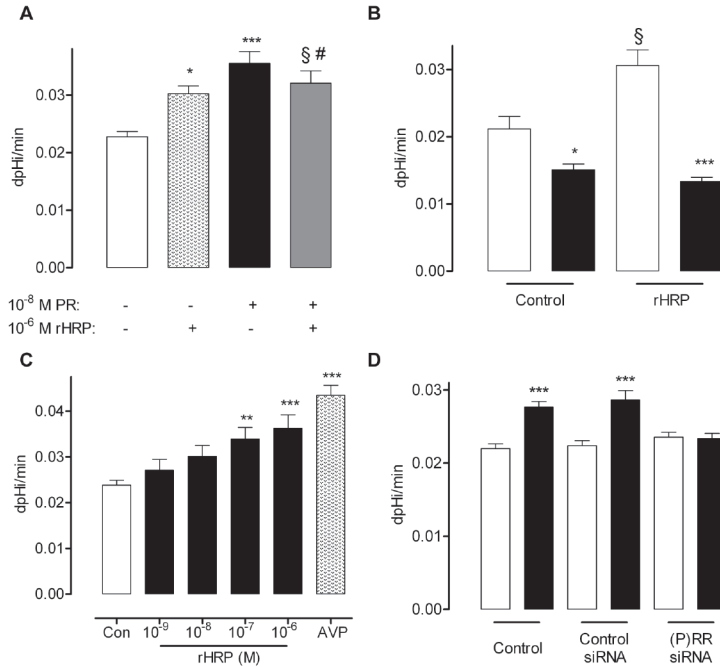 A
dpHi/min
0.03
0.02
0.01
0.00
*
***
§ #
10⁻⁸ M PR: - - + +
10⁻⁶ M rHRP: - + - +
B
dpHi/min
0.03
0.02
0.01
0.00
*
§
***
Control rHRP
C
dpHi/min
0.04
0.03
0.02
0.01
0.00
**
***
***
Con 10⁻⁹ 10⁻⁸ 10⁻⁷ 10⁻⁶ AVP
rHRP (M)
D
dpHi/min
0.03
0.02
0.01
0.00
***
***
Control Control (P)RR
siRNA siRNA